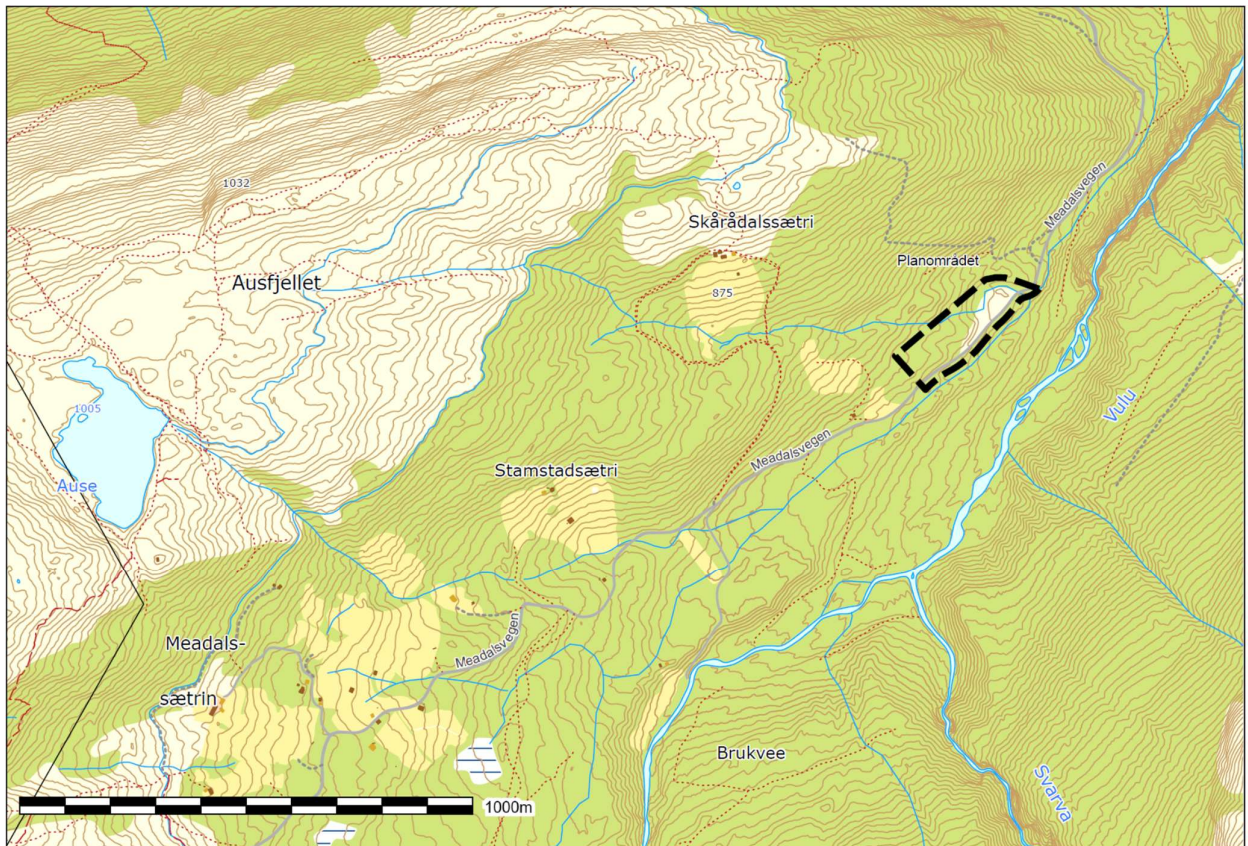 1032
Meadalsvegen
Skårådalssætri
Planområdet
Ausfjellet
875
1005
Vulu
Meadalsvegen
Ause
Stamstadsætri
Meadals-
sætrin
Meadalsvegen
Brukvee
Svarva
1000m